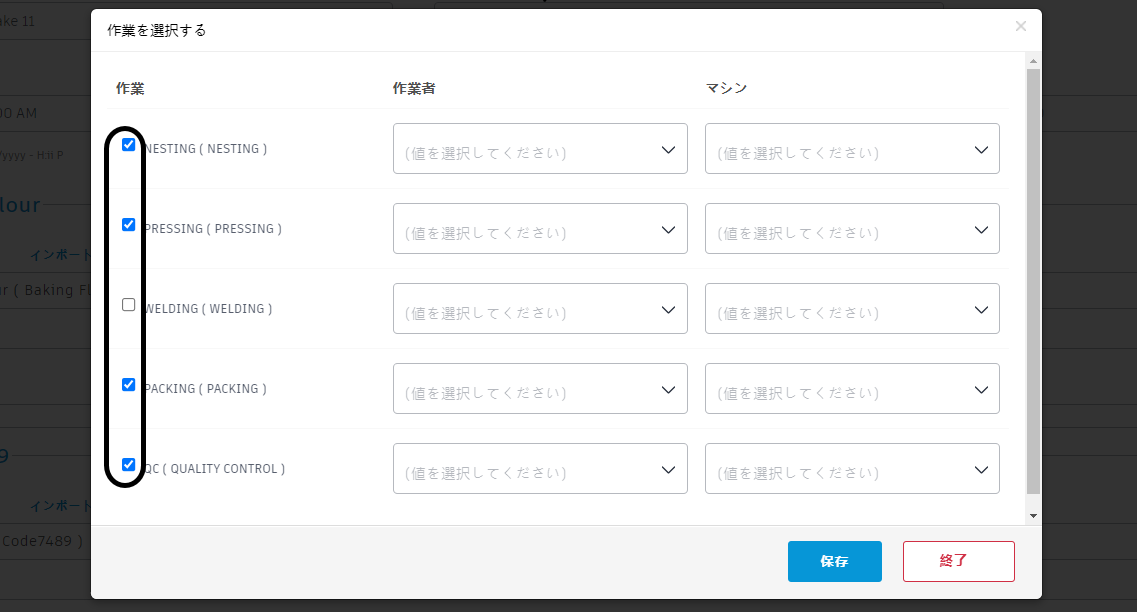 ake 11
作業を選択する
×
作業 作業者 マシン
00 AM
NESTING ( NESTING ) (値を選択してください) (値を選択してください)
/yyyy - H:fi P
lour
PRESSING ( PRESSING ) (値を選択してください) (値を選択してください)
インポート
ur ( Baking Fl
WELDING ( WELDING ) (値を選択してください) (値を選択してください)
PACKING ( PACKING ) (値を選択してください) (値を選択してください)
9
QC ( QUALITY CONTROL ) (値を選択してください) (値を選択してください)
インポート
Code7489 )
保存 終了